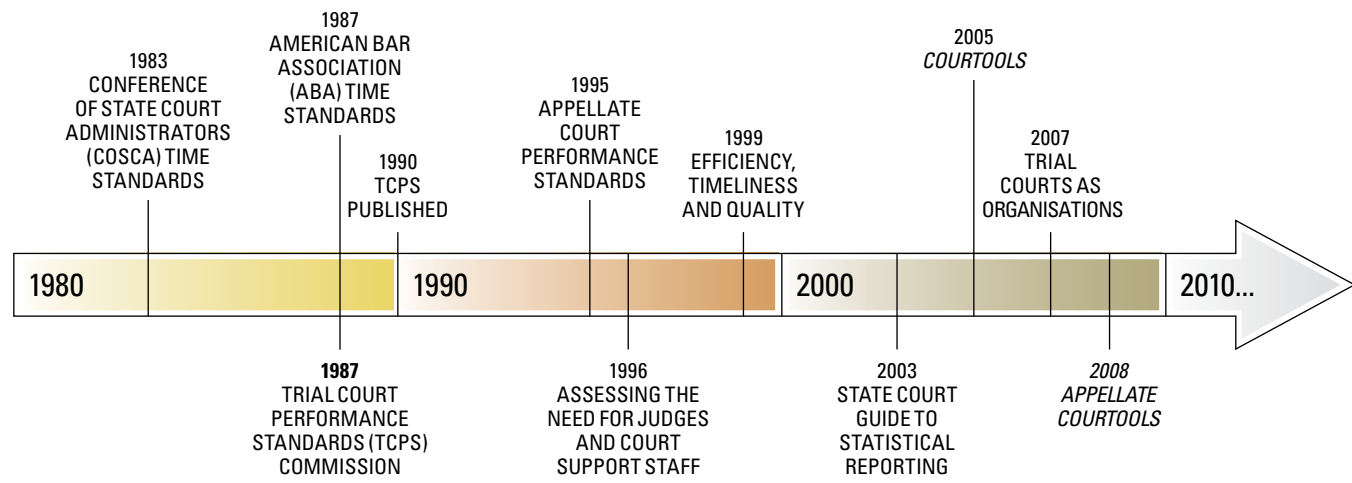 1983
CONFERENCE
OF STATE COURT
ADMINISTRATORS
(COSCA) TIME
STANDARDS
1987
AMERICAN BAR
ASSOCIATION
(ABA) TIME
STANDARDS
1990
TCPS
PUBLISHED
1995
APPELLATE
COURT
PERFORMANCE
STANDARDS
1999
EFFICIENCY,
TIMELINESS
AND QUALITY
2005
COURTOOLS
2007
TRIAL
COURTS AS
ORGANISATIONS
1980
1990
2000
2010...
1987
TRIAL COURT
PERFORMANCE
STANDARDS (TCPS)
COMMISSION
1996
ASSESSING THE
NEED FOR JUDGES
AND COURT
SUPPORT STAFF
2003
STATE COURT
GUIDE TO
STATISTICAL
REPORTING
2008
APPELLATE
COURTOOLS